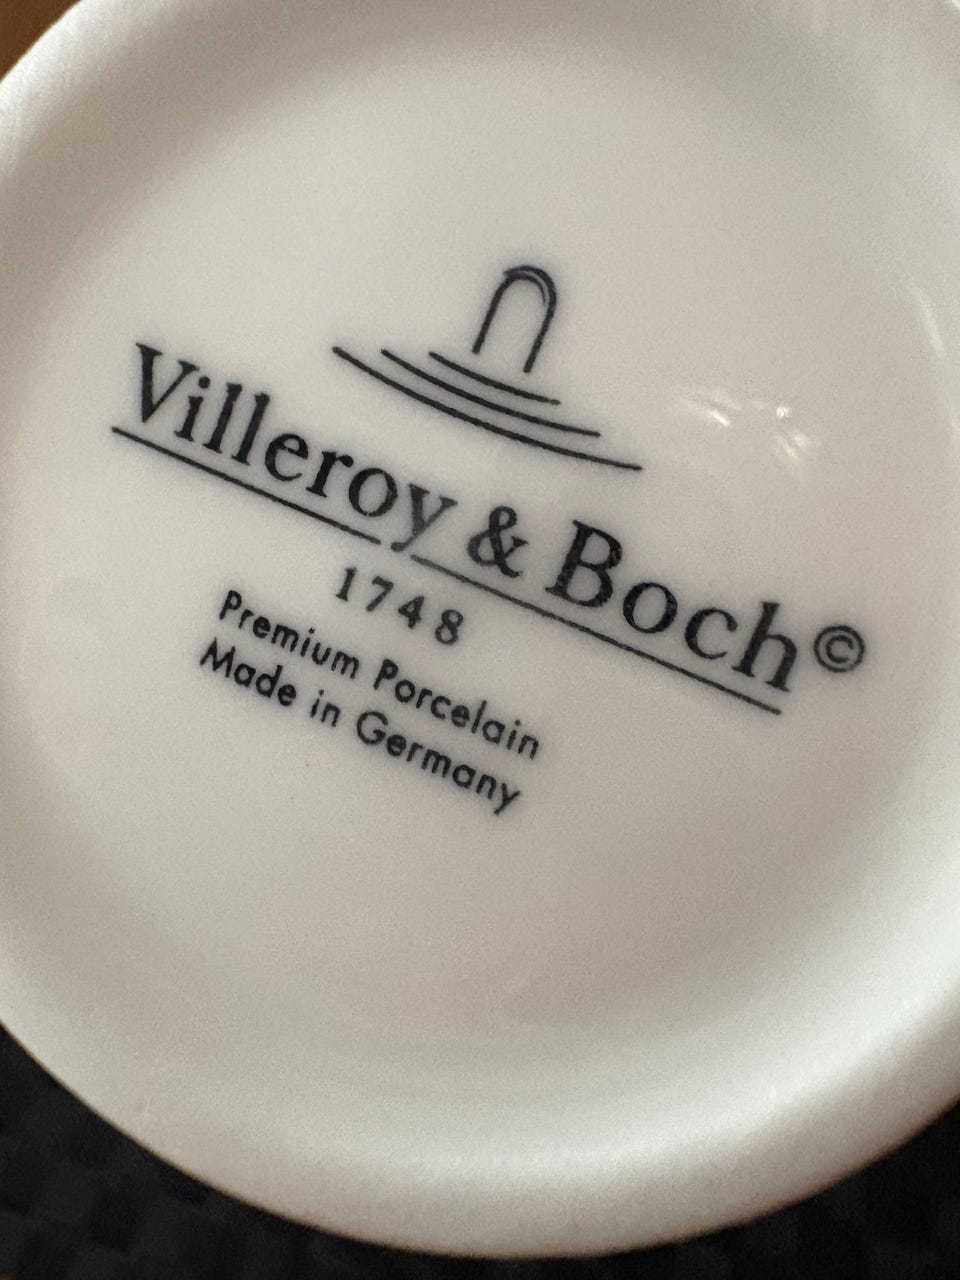 Villeroy & Boch©
1748
Premium Porcelain
Made in Germany